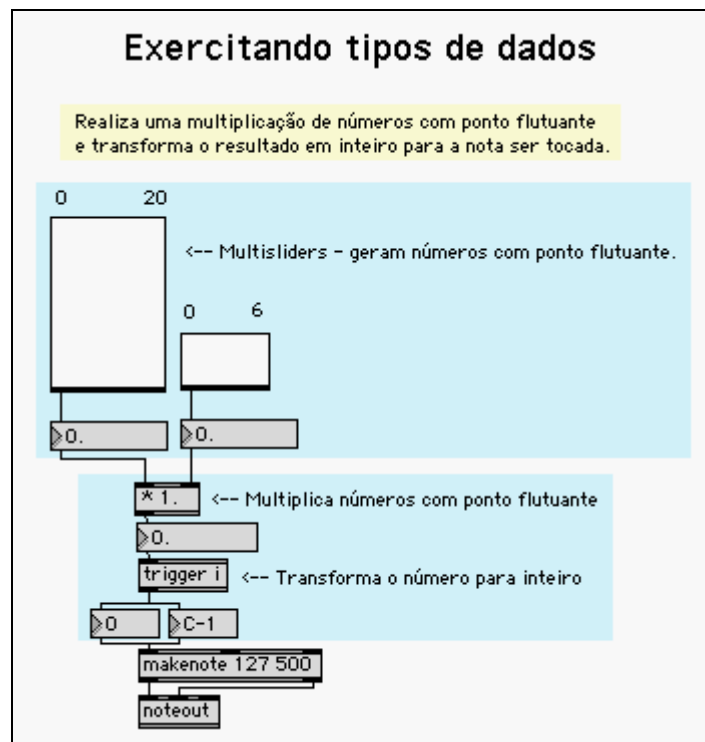 Exercitando tipos de dados
Realiza uma multiplicação de números com ponto flutuante
e transforma o resultado em inteiro para a nota ser tocada.
0 20
<-- Multisliders - geram números com ponto flutuante.
0 6
0. 0.
* 1. <-- Multiplica números com ponto flutuante
0.
trigger i <-- Transforma o número para inteiro
0 C-1
makenote 127 500
noteout